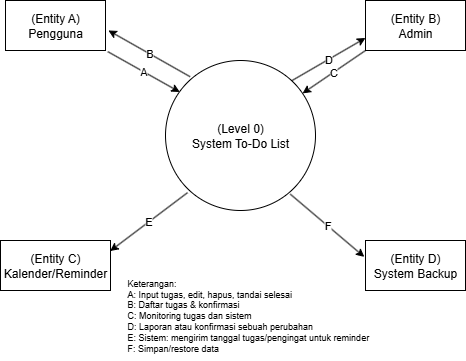 (Entity A)
Pengguna
(Entity B)
Admin
B
A
D
C
(Level 0)
System To-Do List
E
F
(Entity C)
Kalender/Reminder
(Entity D)
System Backup
Keterangan:
A: Input tugas, edit, hapus, tandai selesai
B: Daftar tugas & konfirmasi
C: Monitoring tugas dan sistem
D: Laporan atau konfirmasi sebuah perubahan
E: Sistem: mengirim tanggal tugas/pengingat untuk reminder
F: Simpan/restore data